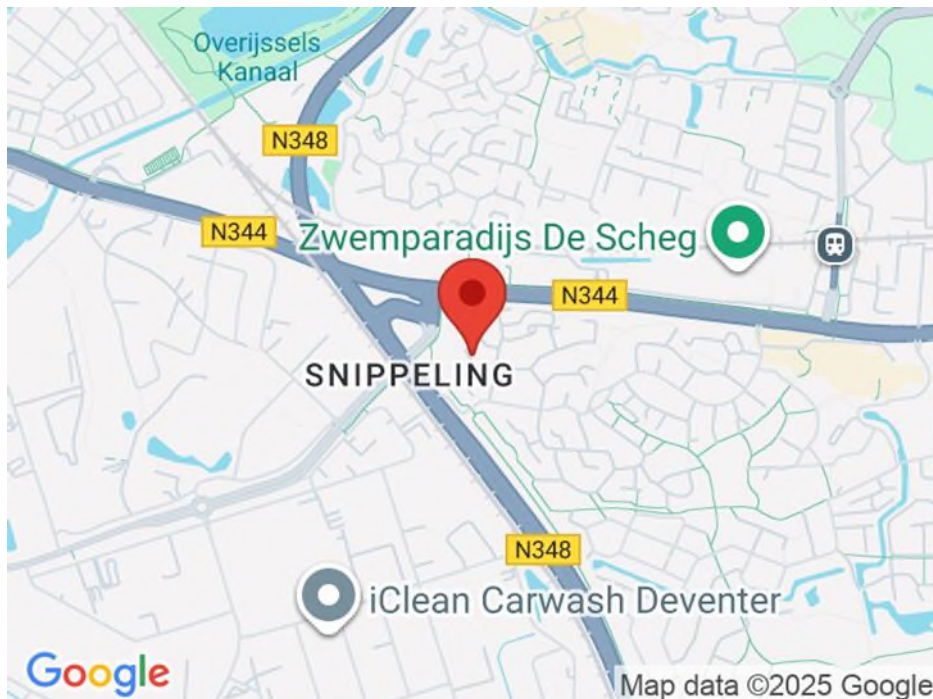 Overijssels
Kanaal
N348
N344
Zwemparadijs De Scheg
N344
SNIPPELING
N348
iClean Carwash Deventer
Google
Map data ©2025 Google